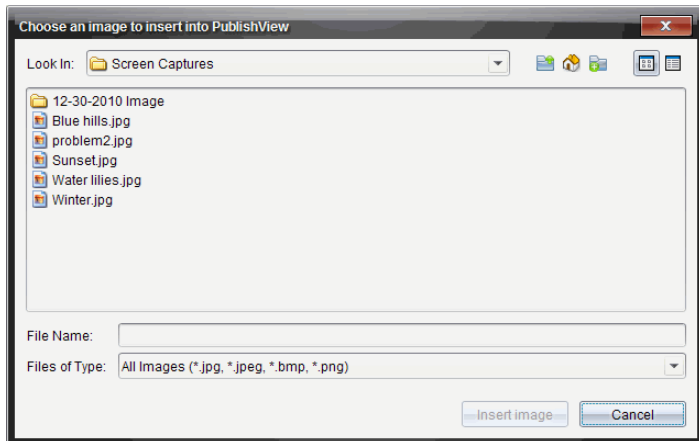 Choose an image to insert into PublishView
Look In: Screen Captures
12-30-2010 Image
Blue hills.jpg
problem2.jpg
Sunset.jpg
Water lilies.jpg
Winter.jpg
File Name:
Files of Type: All Images (*.jpg, *.jpeg, *.bmp, *.png)
Insert image Cancel